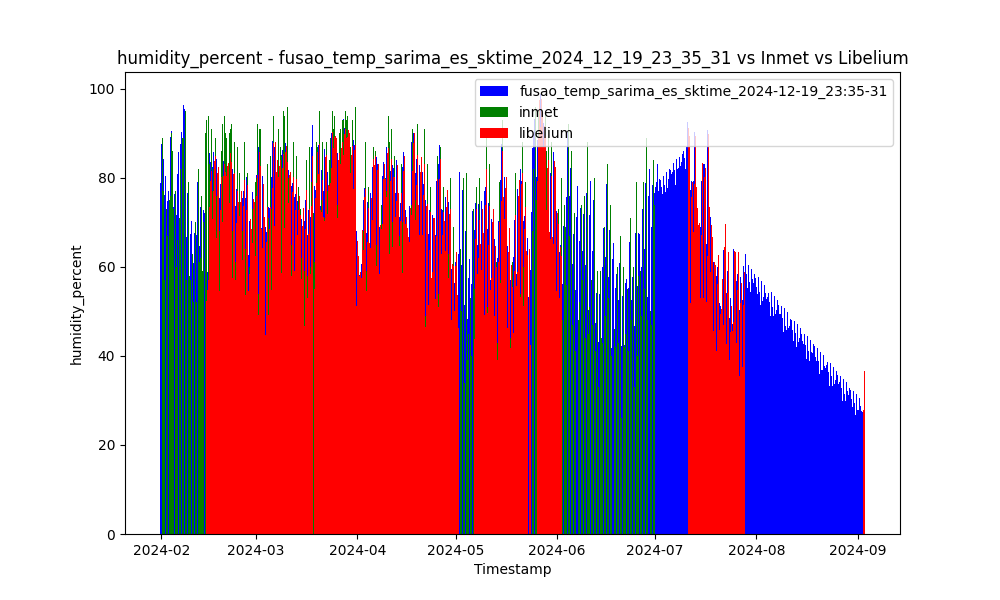 humidity_percent - fusao_temp_sarima_es_sktime_2024_12_19_23_35_31 vs Inmet vs Libelium
fusao_temp_sarima_es_sktime_2024-12-19_23:35-31
inmet
libelium
humidity_percent
100
80
60
40
20
0
2024-02 2024-03 2024-04 2024-05 2024-06 2024-07 2024-08 2024-09
Timestamp